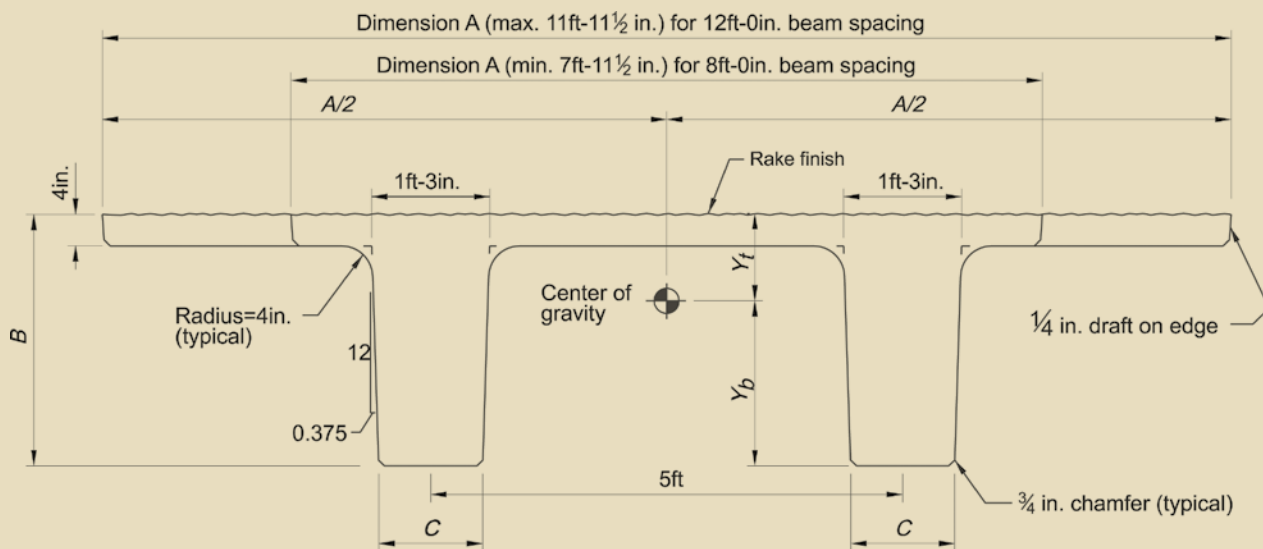 Dimension A (max. 11ft-11½ in.) for 12ft-0in. beam spacing
Dimension A (min. 7ft-11½ in.) for 8ft-0in. beam spacing
A/2
A/2
Rake finish
4in.
1ft-3in.
1ft-3in.
Yt
Center of
gravity
Radius=4in.
(typical)
¼ in. draft on edge
B
12
Yb
0.375
5ft
¾ in. chamfer (typical)
C
C